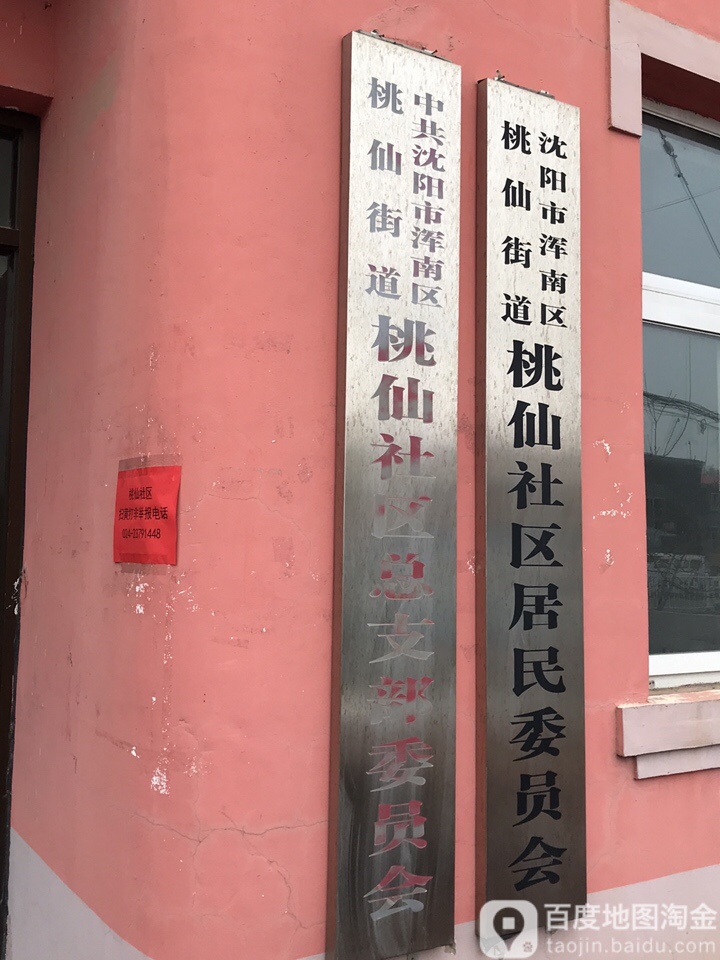 中共沈阳市浑南区
桃仙街道
桃仙社区总支部委员会
沈阳市浑南区
桃仙街道
桃仙社区居民委员会
桃仙社区
扫黄打非举报电话
024-23791448
百度地图淘金
taojin.baidu.com